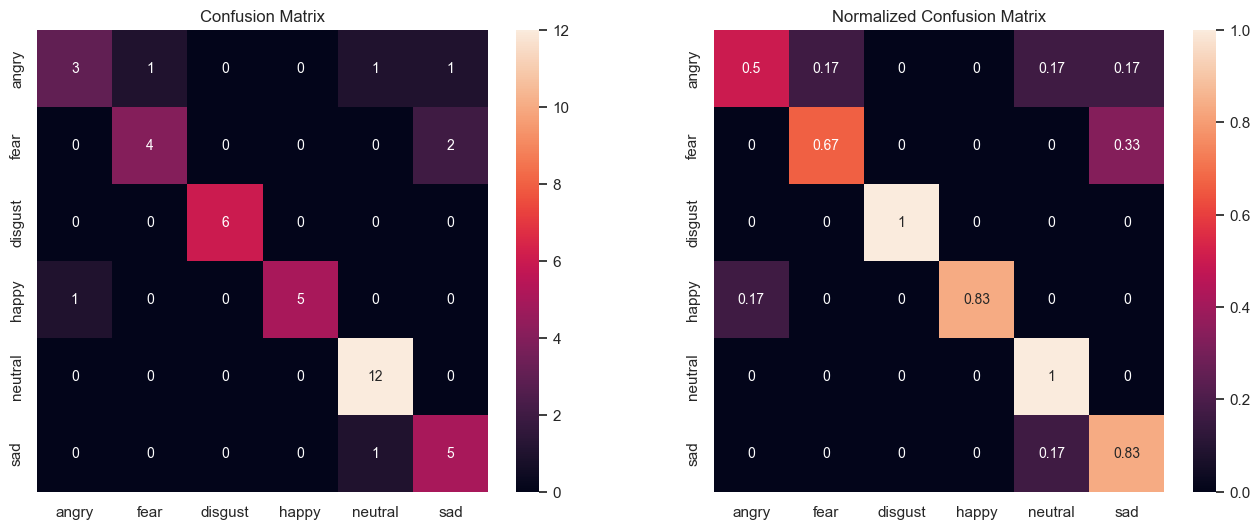 Confusion Matrix
angry 3 1 0 0 1 1
fear 0 4 0 0 0 2
disgust 0 0 6 0 0 0
happy 1 0 0 5 0 0
neutral 0 0 0 0 12 0
sad 0 0 0 0 1 5
angry fear disgust happy neutral sad
12
10
8
6
4
2
0
Normalized Confusion Matrix
angry 0.5 0.17 0 0 0.17 0.17
fear 0 0.67 0 0 0 0.33
disgust 0 0 1 0 0 0
happy 0.17 0 0 0.83 0 0
neutral 0 0 0 0 1 0
sad 0 0 0 0 0.17 0.83
angry fear disgust happy neutral sad
1.0
0.8
0.6
0.4
0.2
0.0